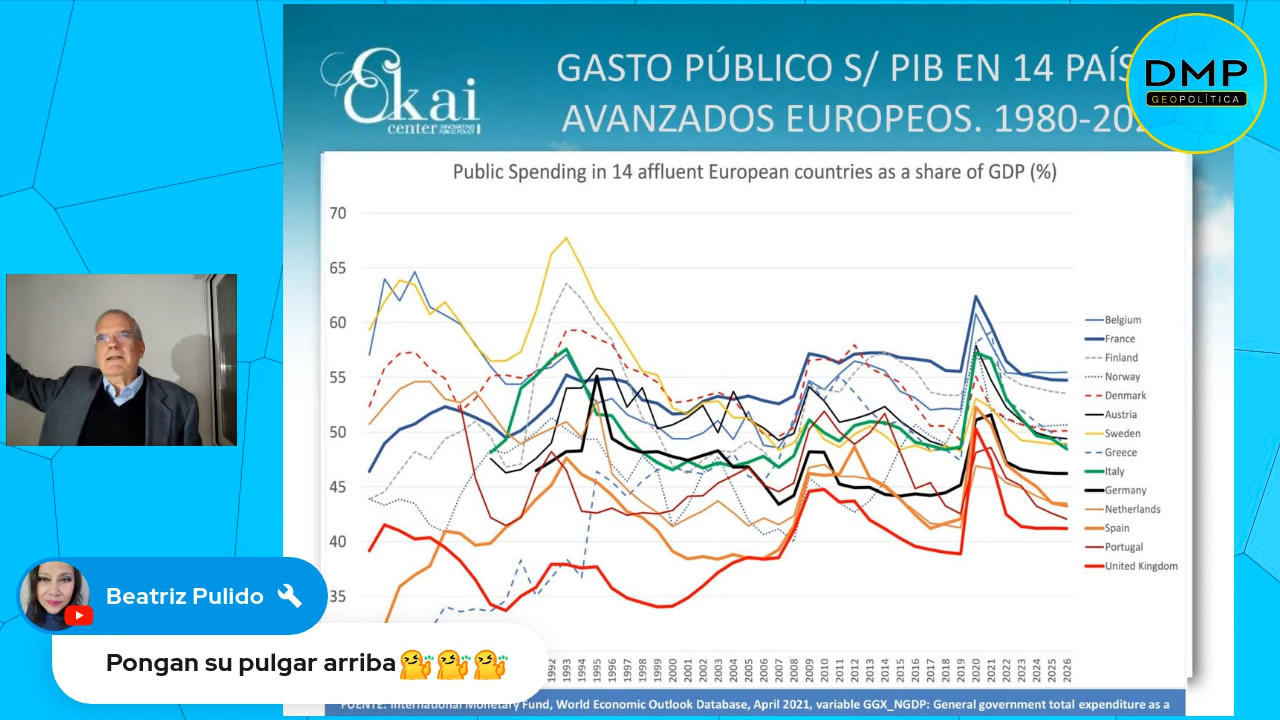 Ekai
center INNOVATING
PUBLIC POLICY
GASTO PÚBLICO S/ PIB EN 14 PAÍS
AVANZADOS EUROPEOS. 1980-202
DMP
GEOPOLÍTICA
Public Spending in 14 affluent European countries as a share of GDP (%)
70
65
60
55
50
45
40
35
Belgium
France
Finland
Norway
Denmark
Austria
Sweden
Greece
Italy
Germany
Netherlands
Spain
Portugal
United Kingdom
1992 1993 1994 1995 1996 1997 1998 1999 2000 2001 2002 2003 2004 2005 2006 2007 2008 2009 2010 2011 2012 2013 2014 2015 2016 2017 2018 2019 2020 2021 2022 2023 2024 2025 2026
Beatriz Pulido
Pongan su pulgar arriba
FUENTE: International Monetary Fund, World Economic Outlook Database, April 2021, variable GGX_NGDP: General government total expenditure as a